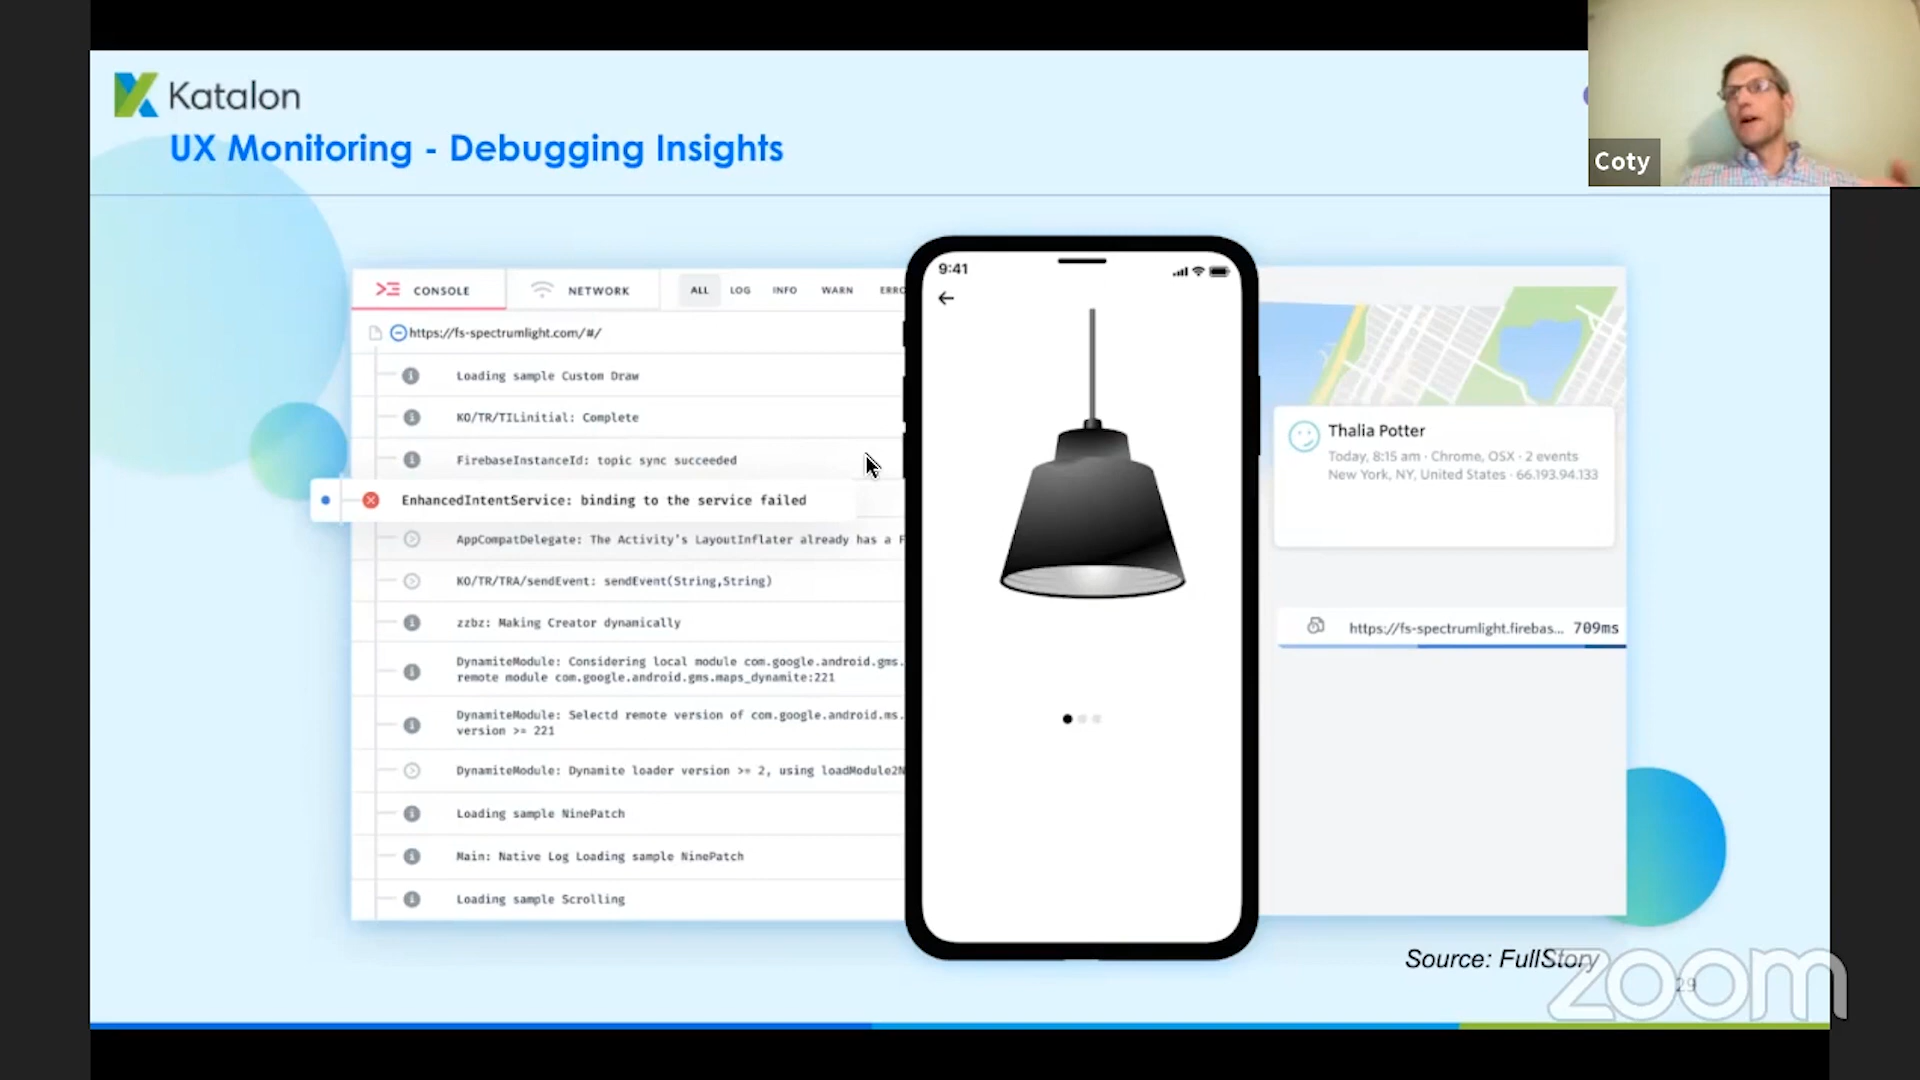 Katalon
UX Monitoring - Debugging Insights
Coty
CONSOLE
NETWORK
ALL
LOG
INFO
WARN
ERRO
https://fs-spectrumlight.com/#/
Loading sample Custom Draw
KO/TR/TILinitial: Complete
FirebaseInstanceId: topic sync succeeded
EnhancedIntentService: binding to the service failed
AppCompatDelegate: The Activity's LayoutInflater already has a F
KO/TR/TRA/sendEvent: sendEvent(String,String)
zzbz: Making Creator dynamically
DynamiteModule: Considering local module com.google.android.gms.
remote module com.google.android.gms.maps_dynamite:221
DynamiteModule: Selectd remote version of com.google.android.ms.
version >= 221
DynamiteModule: Dynamite loader version >= 2, using loadModule2N
Loading sample NinePatch
Main: Native Log Loading sample NinePatch
Loading sample Scrolling
9:41
Thalia Potter
Today, 8:15 am · Chrome, OSX · 2 events
New York, NY, United States · 66.193.94.133
https://fs-spectrumlight.firebas... 709ms
Source: FullStory
29
zoom